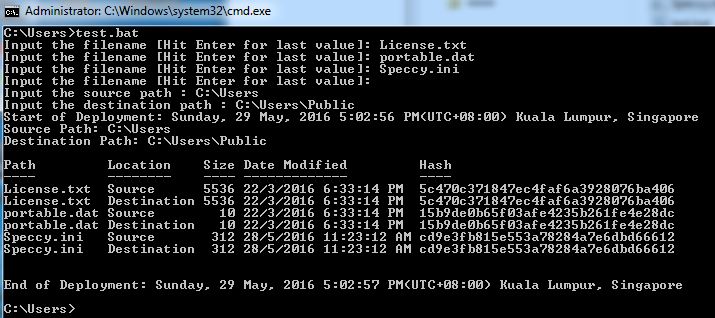 Administrator: C:\Windows\system32\cmd.exe
C:\Users>test.bat
Input the filename [Hit Enter for last value]: License.txt
Input the filename [Hit Enter for last value]: portable.dat
Input the filename [Hit Enter for last value]: Speccy.ini
Input the filename [Hit Enter for last value]:
Input the source path : C:\Users
Input the destination path : C:\Users\Public
Start of Deployment: Sunday, 29 May, 2016 5:02:56 PM(UTC+08:00) Kuala Lumpur, Singapore
Source Path: C:\Users
Destination Path: C:\Users\Public
Path Location Size Date Modified Hash
---- -------- ---- ------------- ----
License.txt Source 5536 22/3/2016 6:33:14 PM 5c470c371847ec4faf6a3928076ba406
License.txt Destination 5536 22/3/2016 6:33:14 PM 5c470c371847ec4faf6a3928076ba406
portable.dat Source 10 22/3/2016 6:33:14 PM 15b9de0b65f03afe4235b261fe4e28dc
portable.dat Destination 10 22/3/2016 6:33:14 PM 15b9de0b65f03afe4235b261fe4e28dc
Speccy.ini Source 312 28/5/2016 11:23:12 AM cd9e3fb815e553a78284a7e6dbd66612
Speccy.ini Destination 312 28/5/2016 11:23:12 AM cd9e3fb815e553a78284a7e6dbd66612
End of Deployment: Sunday, 29 May, 2016 5:02:57 PM(UTC+08:00) Kuala Lumpur, Singapore
C:\Users>